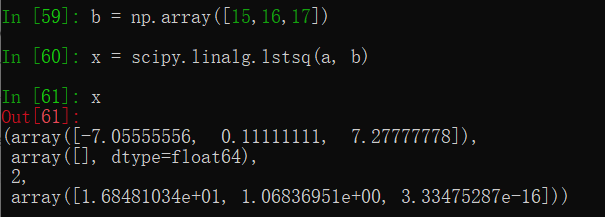 In [59]: b = np.array([15,16,17])
In [60]: x = scipy.linalg.lstsq(a, b)
In [61]: x
Out[61]:
(array([-7.05555556,  0.11111111,  7.27777778]),
 array([], dtype=float64),
 2,
 array([1.68481034e+01, 1.06836951e+00, 3.33475287e-16]))